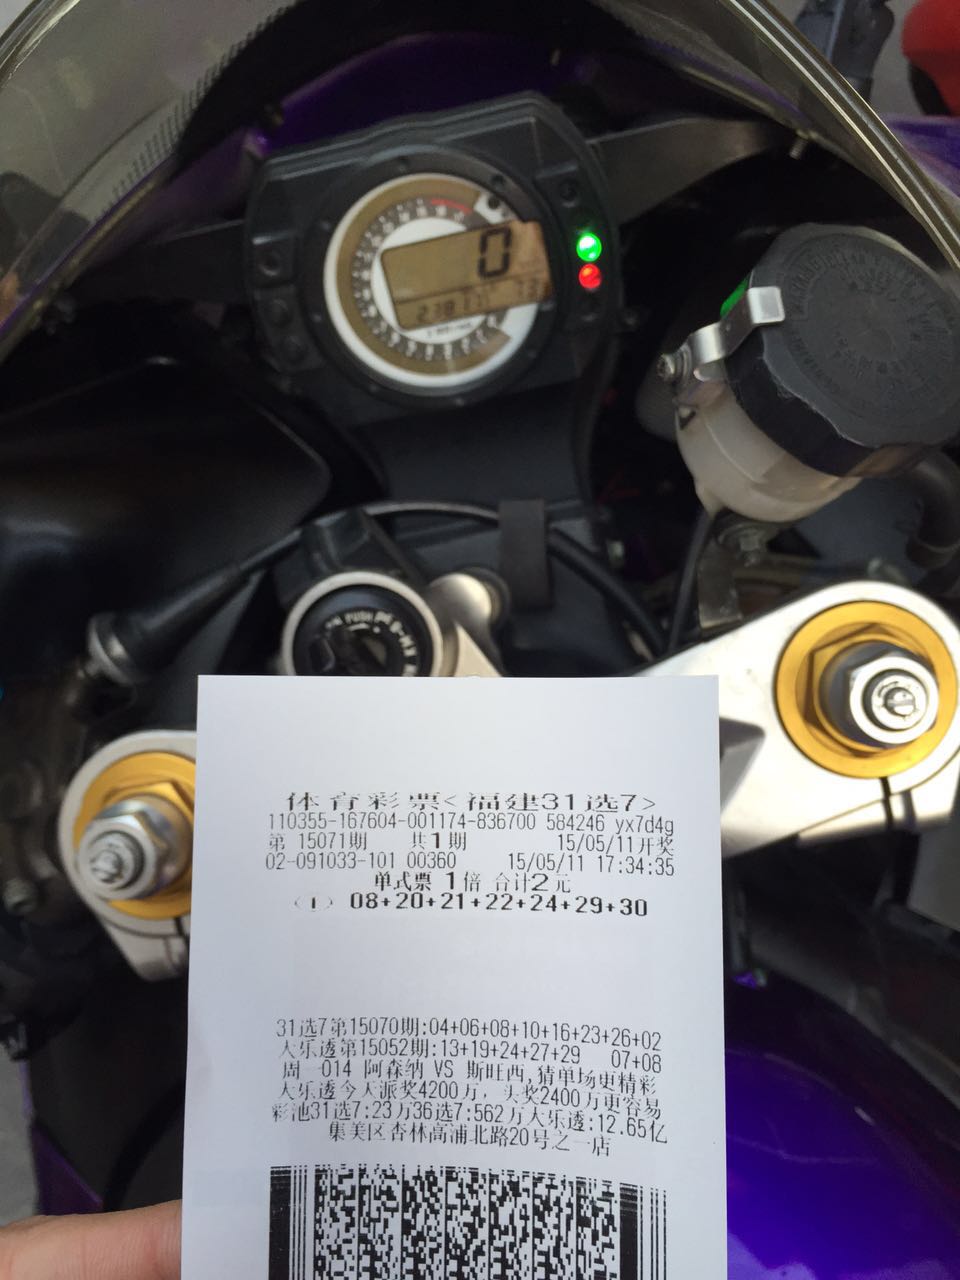 0
PUSH
体育彩票<福建31选7>
110355-167604-001174-836700 584246 yx7d4g
第 15071期 共1期 15/05/11开奖
02-091033-101 00360 15/05/11 17:34:35
单式票 1倍 合计2元
(1) 08+20+21+22+24+29+30
31选7第15070期:04+06+08+10+16+23+26+02
大乐透第15052期:13+19+24+27+29 07+08
周一014 阿森纳 VS 斯旺西,猜单场更精彩
大乐透今天派奖4200万, 头奖2400万更容易
彩池31选7:23万36选7:562万大乐透:12.65亿
集美区杏林高浦北路20号之一店